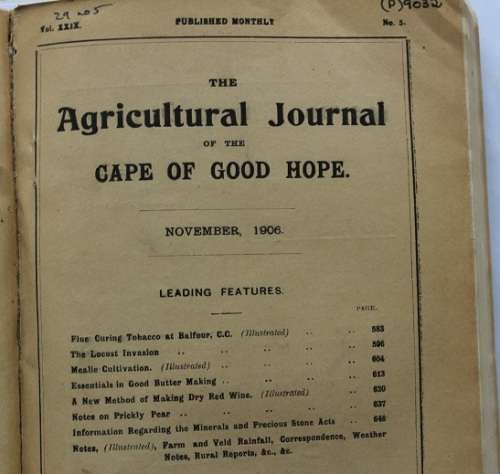 29 no 5
(P)9032
Vol. XXIX. PUBLISHED MONTHLY No. 5.
THE
Agricultural Journal
OF THE
CAPE OF GOOD HOPE.
NOVEMBER, 1906.
LEADING FEATURES.
PAGE.
Flue Curing Tobacco at Balfour, C.C. (Illustrated) .. .. 583
The Locust Invasion .. .. .. .. .. 596
Mealie Cultivation. (Illustrated) .. .. .. .. 604
Essentials in Good Butter Making .. .. .. .. 613
A New Method of Making Dry Red Wine. (Illustrated) .. 620
Notes on Prickly Pear .. .. .. .. .. 637
Information Regarding the Minerals and Precious Stone Acts .. 646
Notes, (Illustrated), Farm and Veld Rainfall, Correspondence, Weather
Notes, Rural Reports, &c., &c.